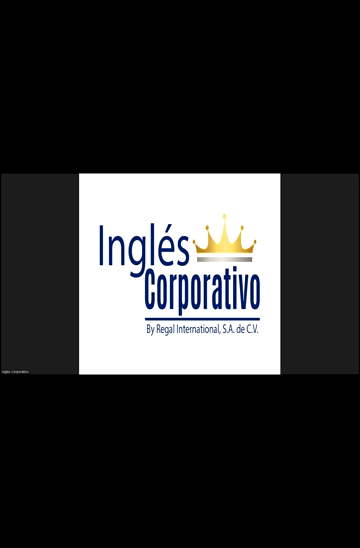 Inglés
Corporativo
By Regal International, S.A. de C.V.
Inglés Corporativo